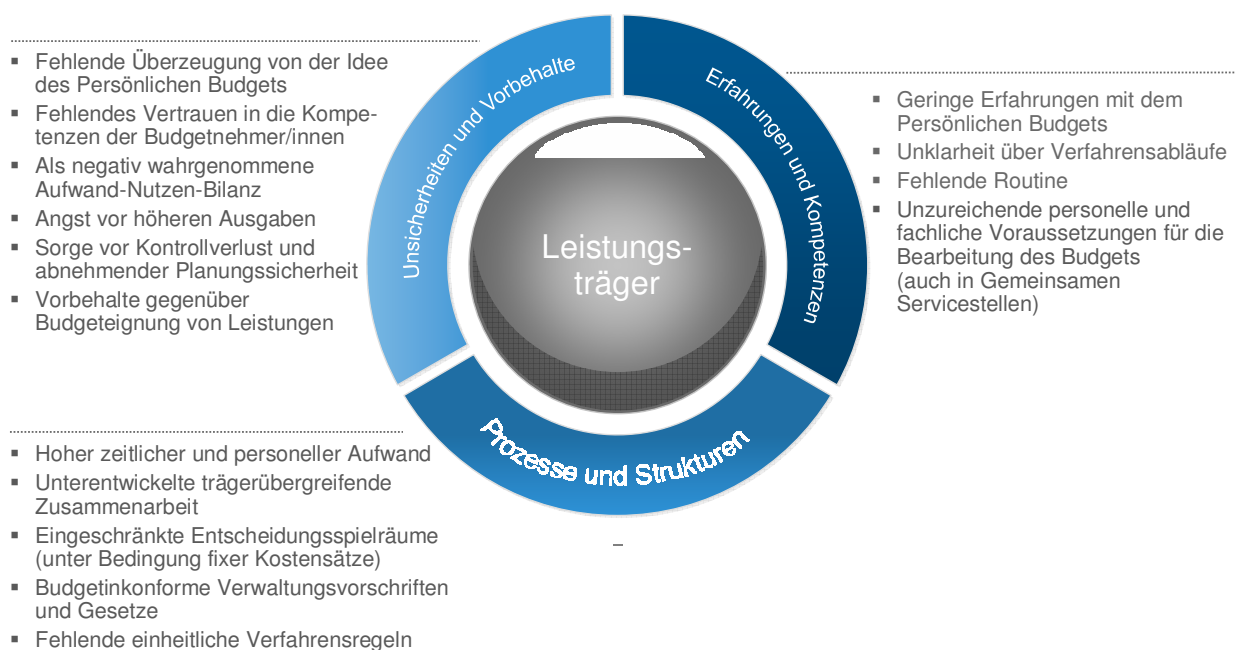 Fehlende Überzeugung von der Idee
des Persönlichen Budgets
Fehlendes Vertrauen in die Kompe-
tenzen der Budgetnehmer/innen
Als negativ wahrgenommene
Aufwand-Nutzen-Bilanz
Angst vor höheren Ausgaben
Sorge vor Kontrollverlust und
abnehmender Planungssicherheit
Vorbehalte gegenüber
Budgeteignung von Leistungen
Unsicherheiten und Vorbehalte
Erfahrungen und Kompetenzen
Leistungs-
träger
Prozesse und Strukturen
Geringe Erfahrungen mit dem
Persönlichen Budgets
Unklarheit über Verfahrensabläufe
Fehlende Routine
Unzureichende personelle und
fachliche Voraussetzungen für die
Bearbeitung des Budgets
(auch in Gemeinsamen
Servicestellen)
Hoher zeitlicher und personeller Aufwand
Unterentwickelte trägerübergreifende
Zusammenarbeit
Eingeschränkte Entscheidungsspielräume
(unter Bedingung fixer Kostensätze)
Budgetinkonforme Verwaltungsvorschriften
und Gesetze
Fehlende einheitliche Verfahrensregeln